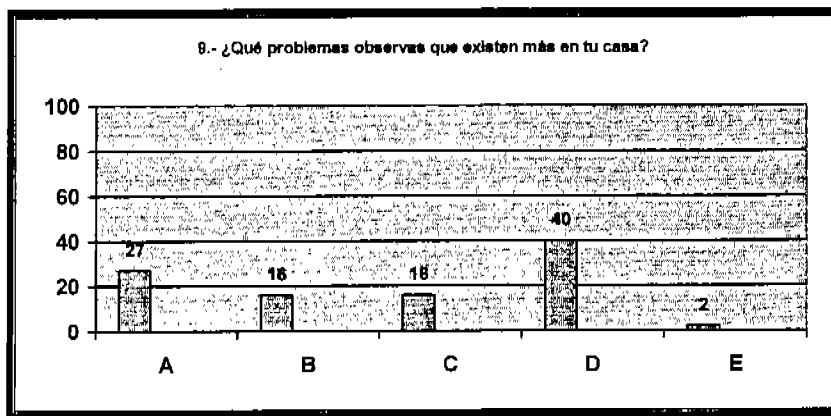 9.- ¿Qué problemas observas que existen más en tu casa?
100
80
60
40
20
0
27
16
16
40
2
A
B
C
D
E